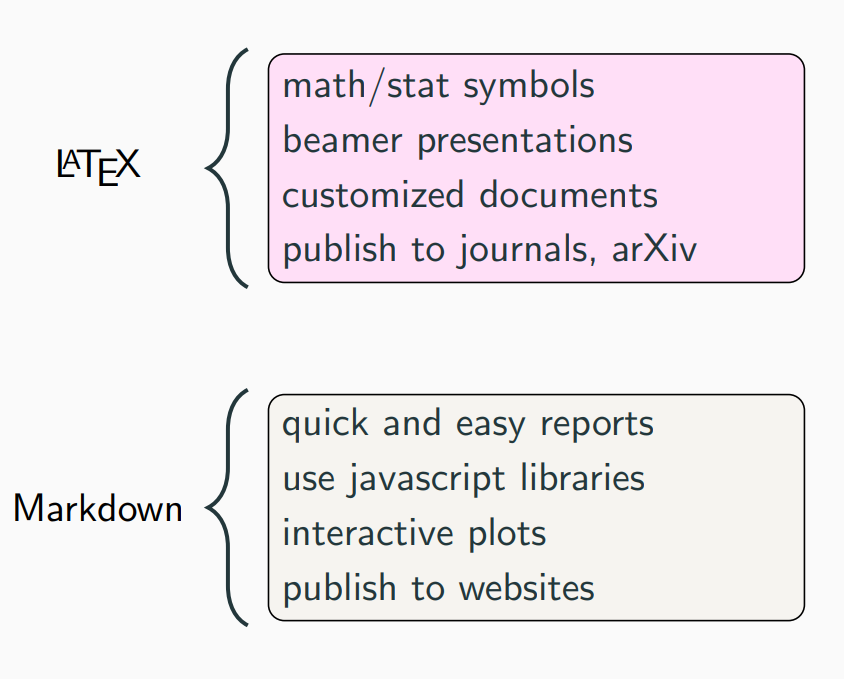 LATEX
math/stat symbols
beamer presentations
customized documents
publish to journals, arXiv
Markdown
quick and easy reports
use javascript libraries
interactive plots
publish to websites